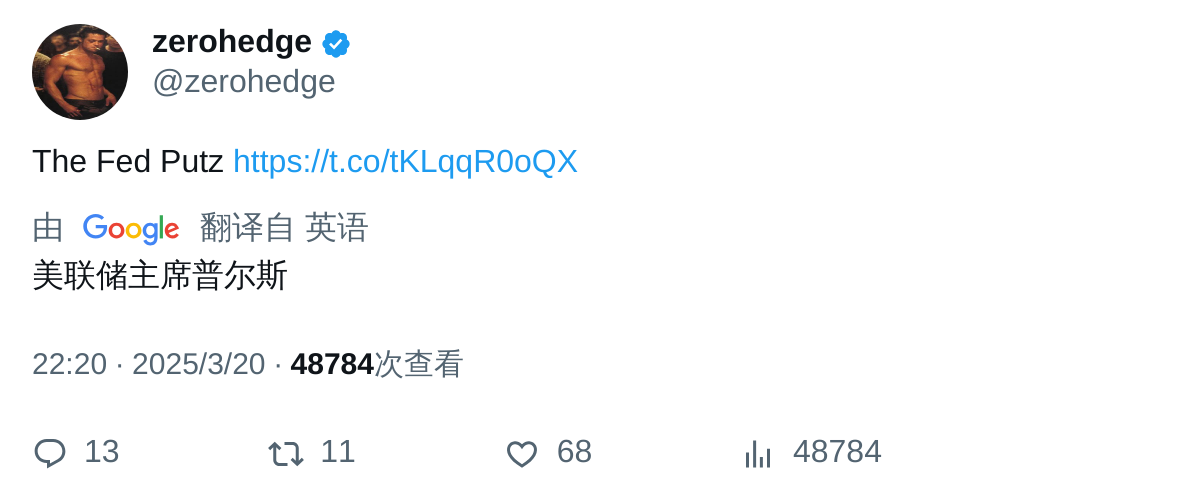 zerohedge
@zerohedge
The Fed Putz https://t.co/tKLqqR0oQX
由 Google 翻译自 英语
美联储主席普尔斯
22:20 · 2025/3/20 · 48784次查看
13 11 68 48784